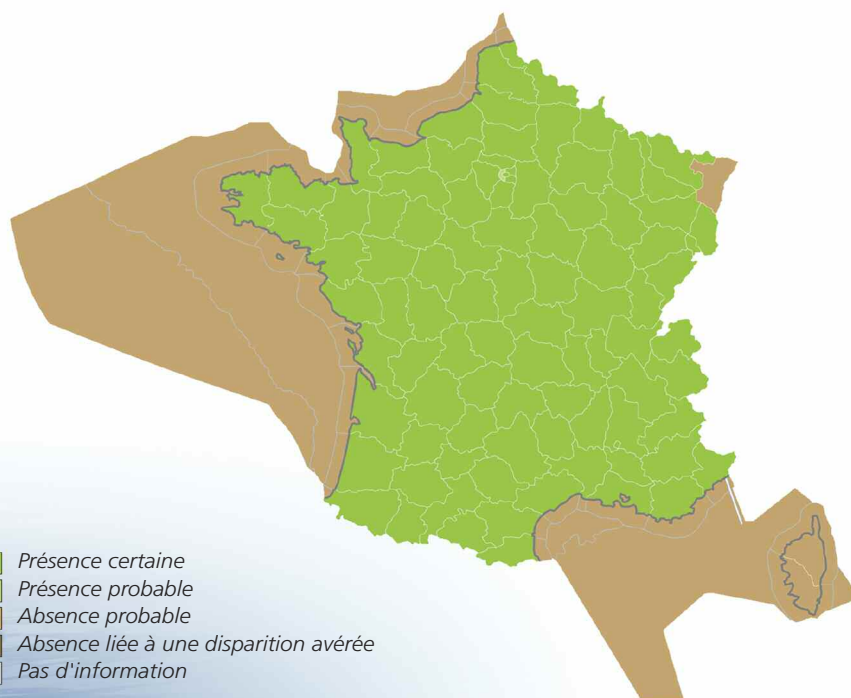 Présence certaine
Présence probable
Absence probable
Absence liée à une disparition avérée
Pas d'information